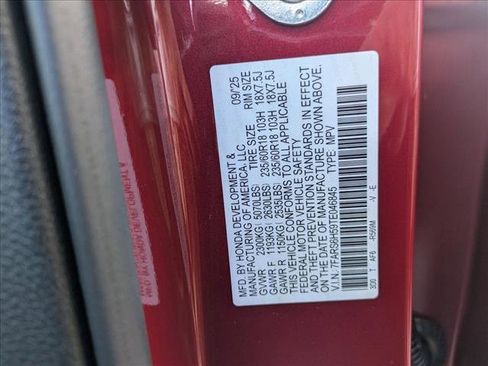 MFD. BY HONDA DEVELOPMENT & 09/25
MANUFACTURING OF AMERICA, LLC TIRE SIZE RIM SIZE
GVWR 2300KG( 5070LBS) 235/60R18 103H 18X7.5J
GAWR F 1193KG( 2630LBS) 235/60R18 103H 18X7.5J
GAWR R 1150KG( 2535LBS)
THIS VEHICLE CONFORMS TO ALL APPLICABLE
FEDERAL MOTOR VEHICLE SAFETY
AND THEFT PREVENTION STANDARDS IN EFFECT
ON THE DATE OF MANUFACTURE SHOWN ABOVE.
V.I.N.: TYPE: MPV
-R569M -V -E